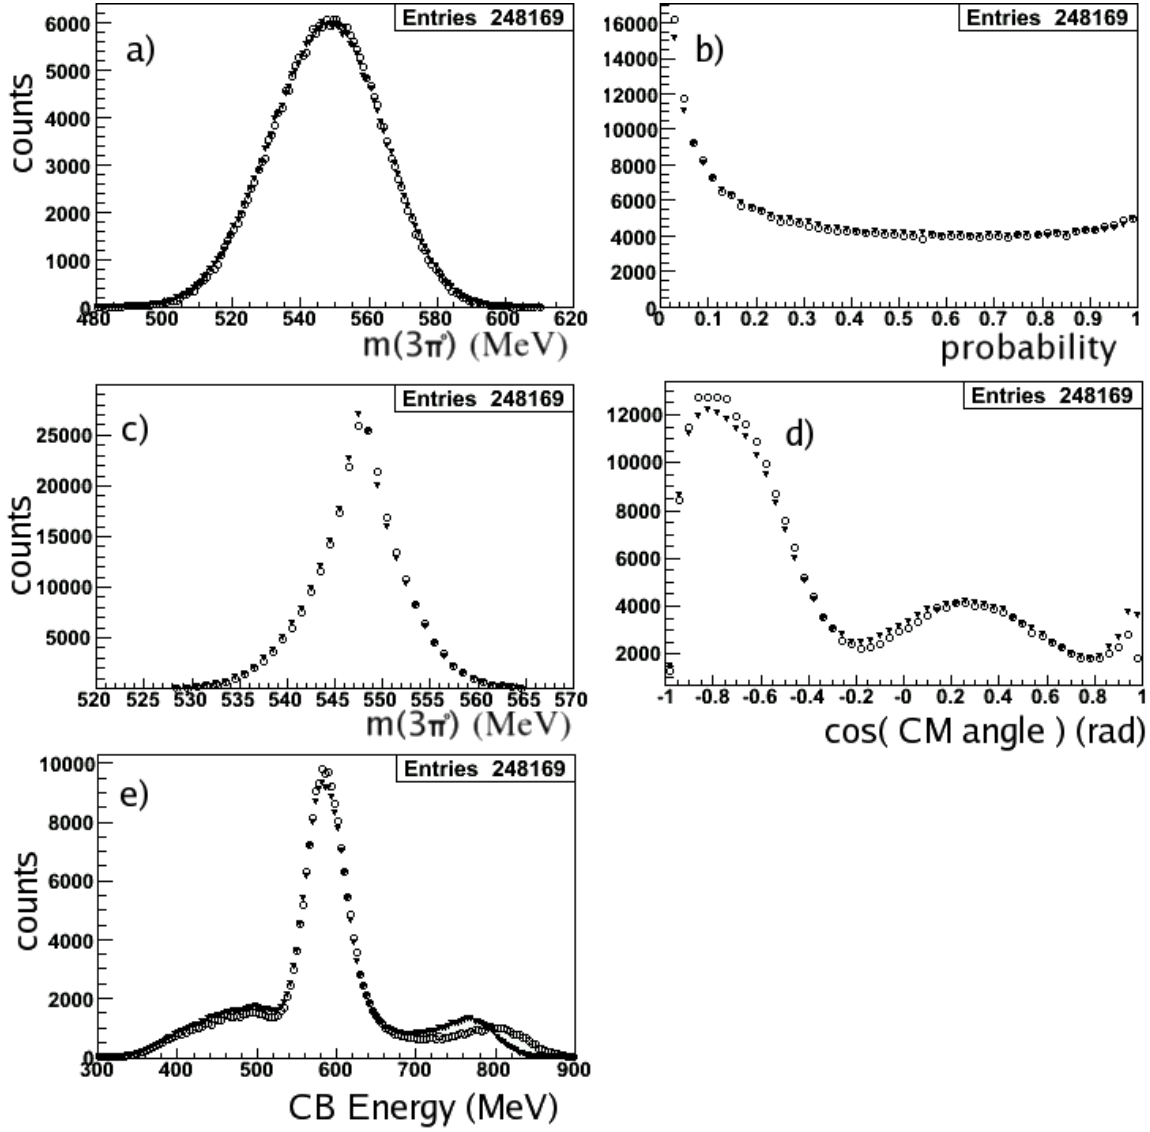 Entries 248169
a)
counts
6000
5000
4000
3000
2000
1000
0
480 500 520 540 560 580 600 620
m(3π°) (MeV)
Entries 248169
b)
16000
14000
12000
10000
8000
6000
4000
2000
0
0 0.1 0.2 0.3 0.4 0.5 0.6 0.7 0.8 0.9 1
probability
Entries 248169
c)
counts
25000
20000
15000
10000
5000
520 525 530 535 540 545 550 555 560 565 570
m(3π°) (MeV)
Entries 248169
d)
12000
10000
8000
6000
4000
2000
-1 -0.8 -0.6 -0.4 -0.2 -0 0.2 0.4 0.6 0.8 1
cos( CM angle ) (rad)
Entries 248169
e)
counts
10000
8000
6000
4000
2000
0
300 400 500 600 700 800 900
CB Energy (MeV)